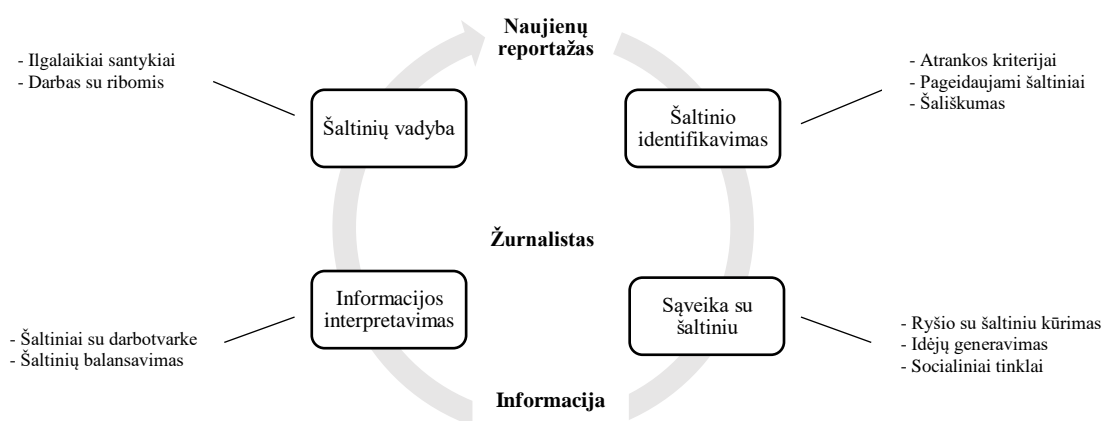 Naujienų
reportažas
- Ilgalaikiai santykiai
- Darbas su ribomis
- Atrankos kriterijai
- Pageidaujami šaltiniai
- Šališkumas
Šaltinių vadyba
Šaltinio
identifikavimas
Žurnalistas
Informacijos
interpretavimas
Sąveika su
šaltiniu
- Šaltiniai su darbotvarke
- Šaltinių balansavimas
- Ryšio su šaltiniu kūrimas
- Idėjų generavimas
- Socialiniai tinklai
Informacija